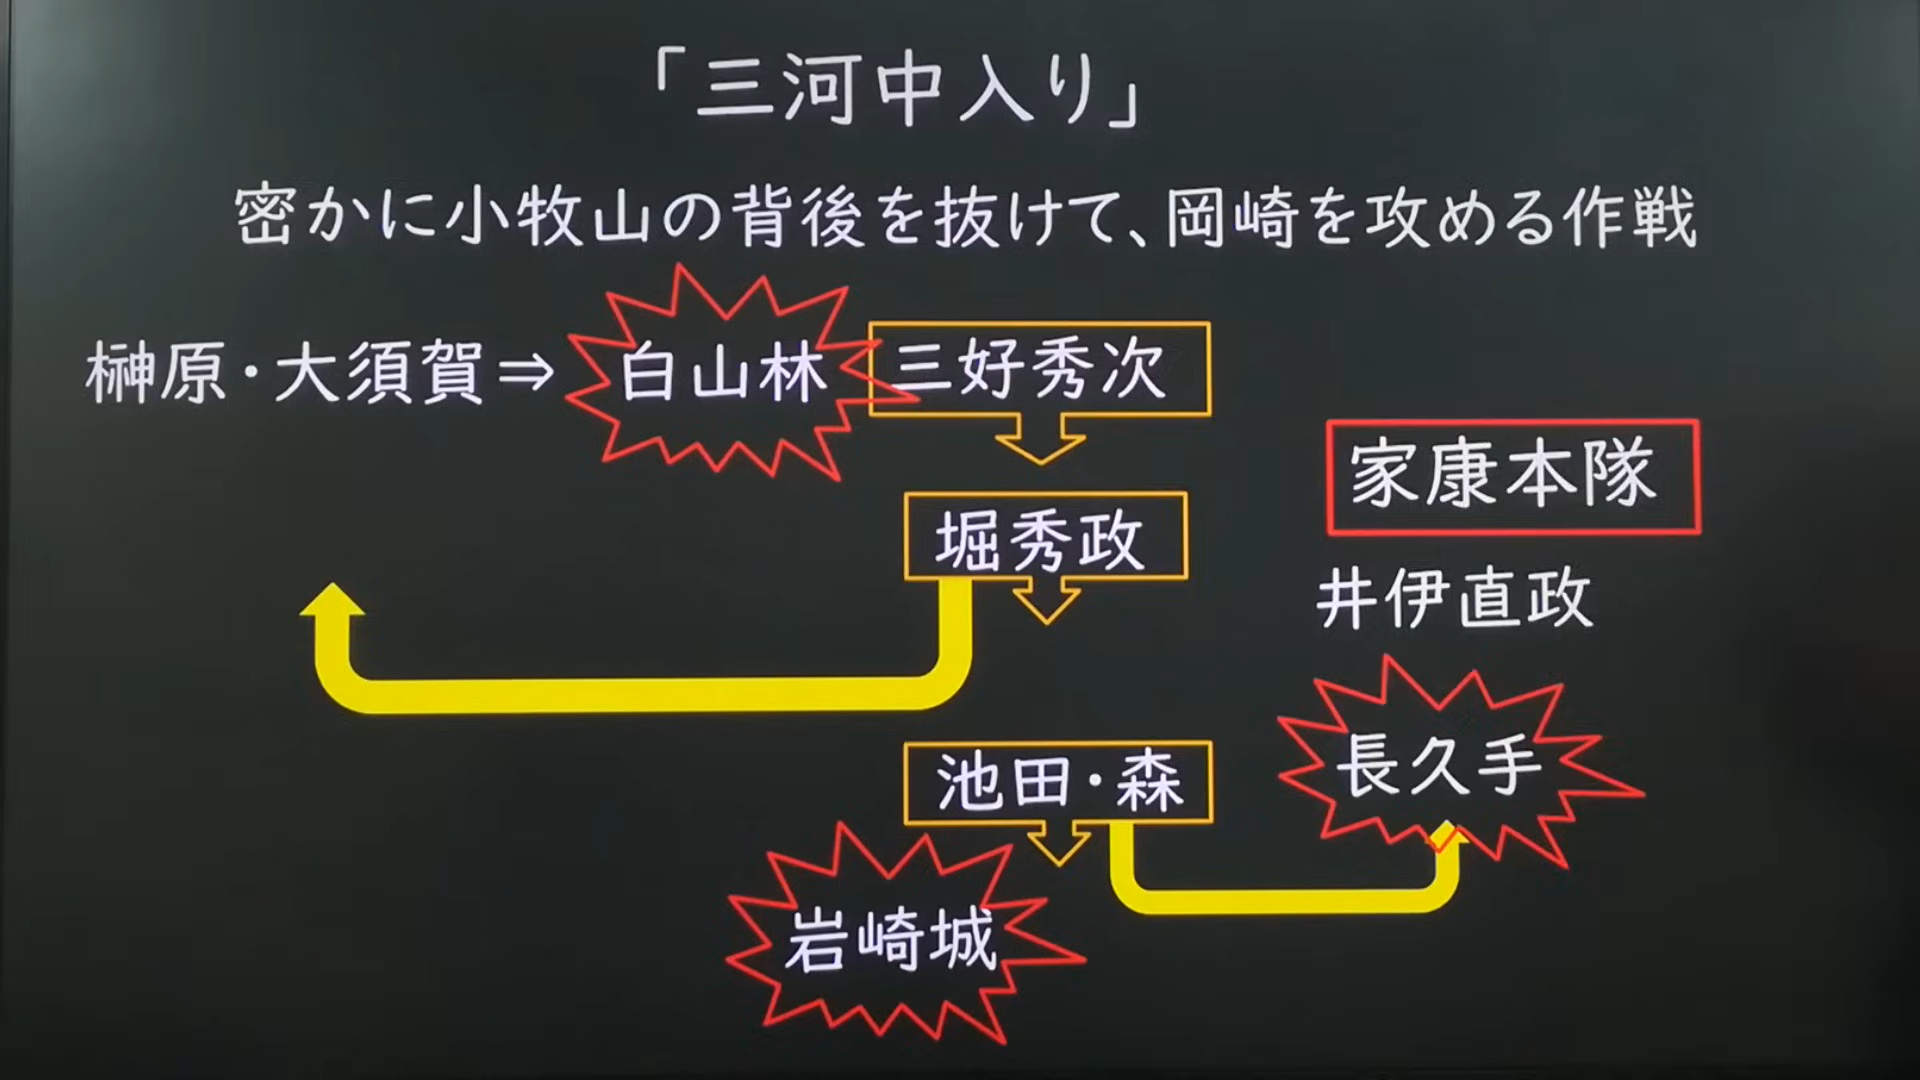 「三河中入り」
密かに小牧山の背後を抜けて、岡崎を攻める作戦
榊原・大須賀⇒
白山林
三好秀次
家康本隊
堀秀政
井伊直政
池田・森
長久手
岩崎城